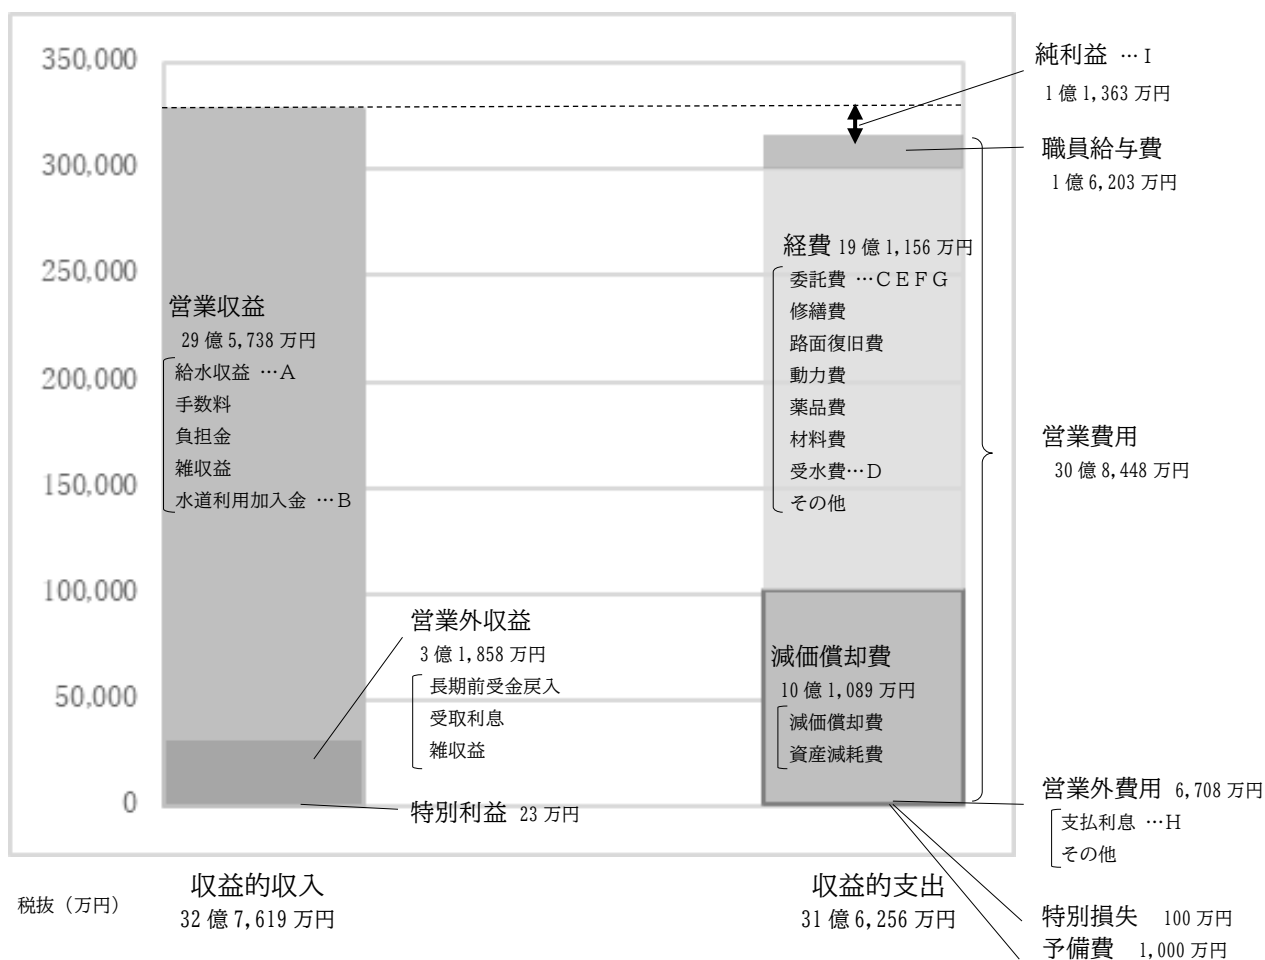 350,000
300,000
250,000
200,000
150,000
100,000
50,000
0
営業収益
29億5,738万円
給水収益 …A
手数料
負担金
雑収益
水道利用加入金 …B
営業外収益
3億1,858万円
長期前受金戻入
受取利息
雑収益
特別利益 23万円
経費 19億1,156万円
委託費 …CEFG
修繕費
路面復旧費
動力費
薬品費
材料費
受水費…D
その他
減価償却費
10億1,089万円
減価償却費
資産減耗費
純利益 …I
1億1,363万円
職員給与費
1億6,203万円
営業費用
30億8,448万円
営業外費用 6,708万円
支払利息 …H
その他
特別損失 100万円
予備費 1,000万円
税抜（万円）
収益的収入
32億7,619万円
収益的支出
31億6,256万円